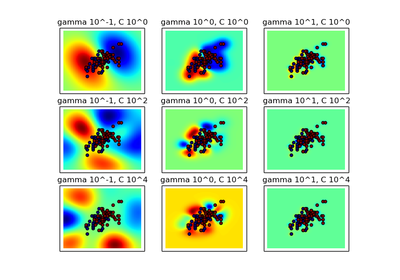 gamma 10^-1, C 10^0
gamma 10^0, C 10^0
gamma 10^1, C 10^0
gamma 10^-1, C 10^2
gamma 10^0, C 10^2
gamma 10^1, C 10^2
gamma 10^-1, C 10^4
gamma 10^0, C 10^4
gamma 10^1, C 10^4